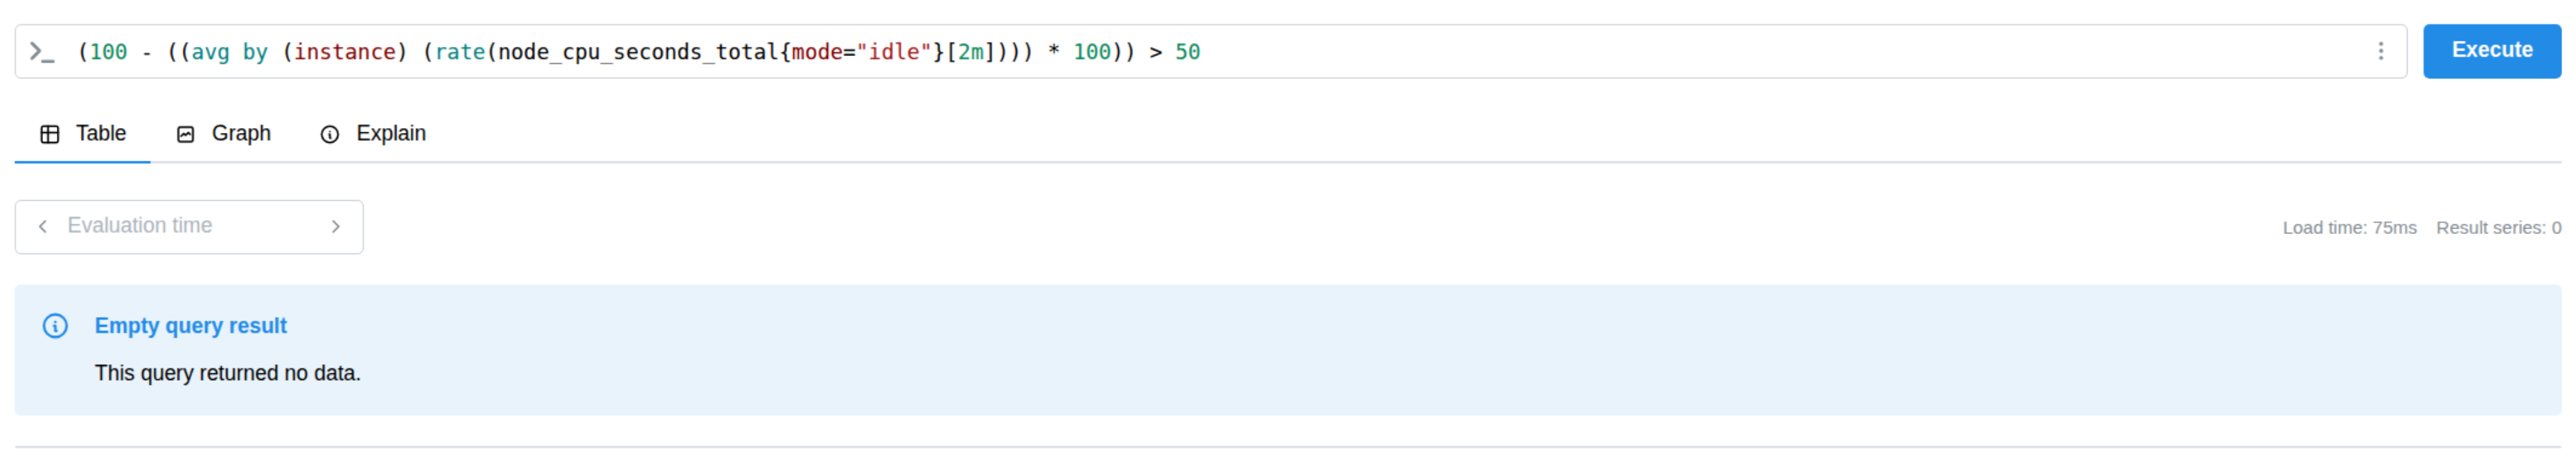 (100 - ((avg by (instance) (rate(node_cpu_seconds_total{mode="idle"}[2m]))) * 100)) > 50
Execute
Table Graph Explain
Evaluation time
Load time: 75ms Result series: 0
Empty query result
This query returned no data.